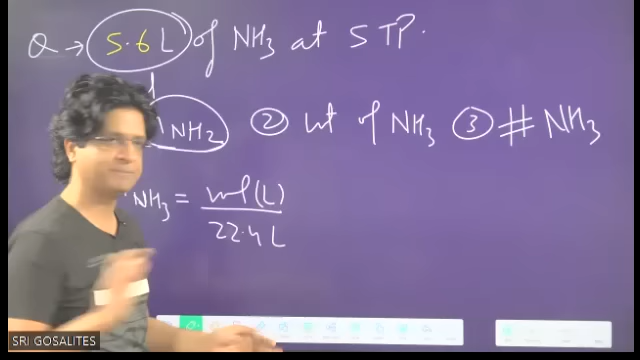 Q → 5.6 L of NH₃ at STP.
NH₃ ② wt of NH₃ ③ # NH₃
NH₃ = vol (L)
22.4 L
SRI GOSALITES